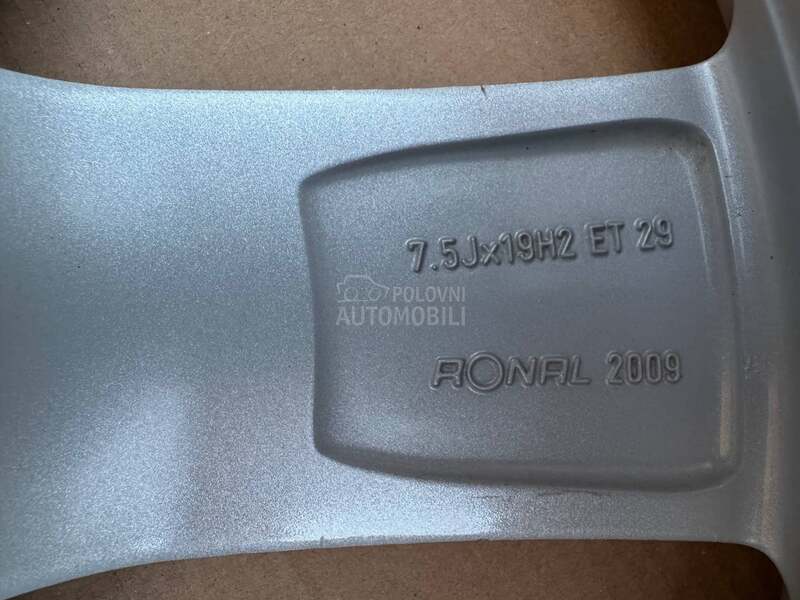 7.5Jx19H2 ET 29
POLOVNI
AUTOMOBILI
RONAL 2009